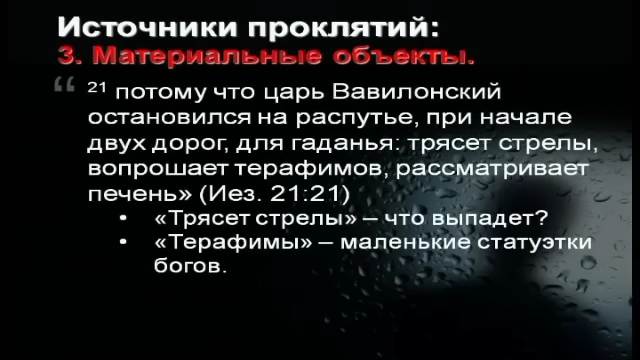 Источники проклятий:
3. Материальные объекты.
“ 21 потому что царь Вавилонский
остановился на распутье, при начале
двух дорог, для гаданья: трясет стрелы,
вопрошает терафимов, рассматривает
печень» (Иез. 21:21)
• «Трясет стрелы» – что выпадет?
• «Терафимы» – маленькие статуэтки
богов.